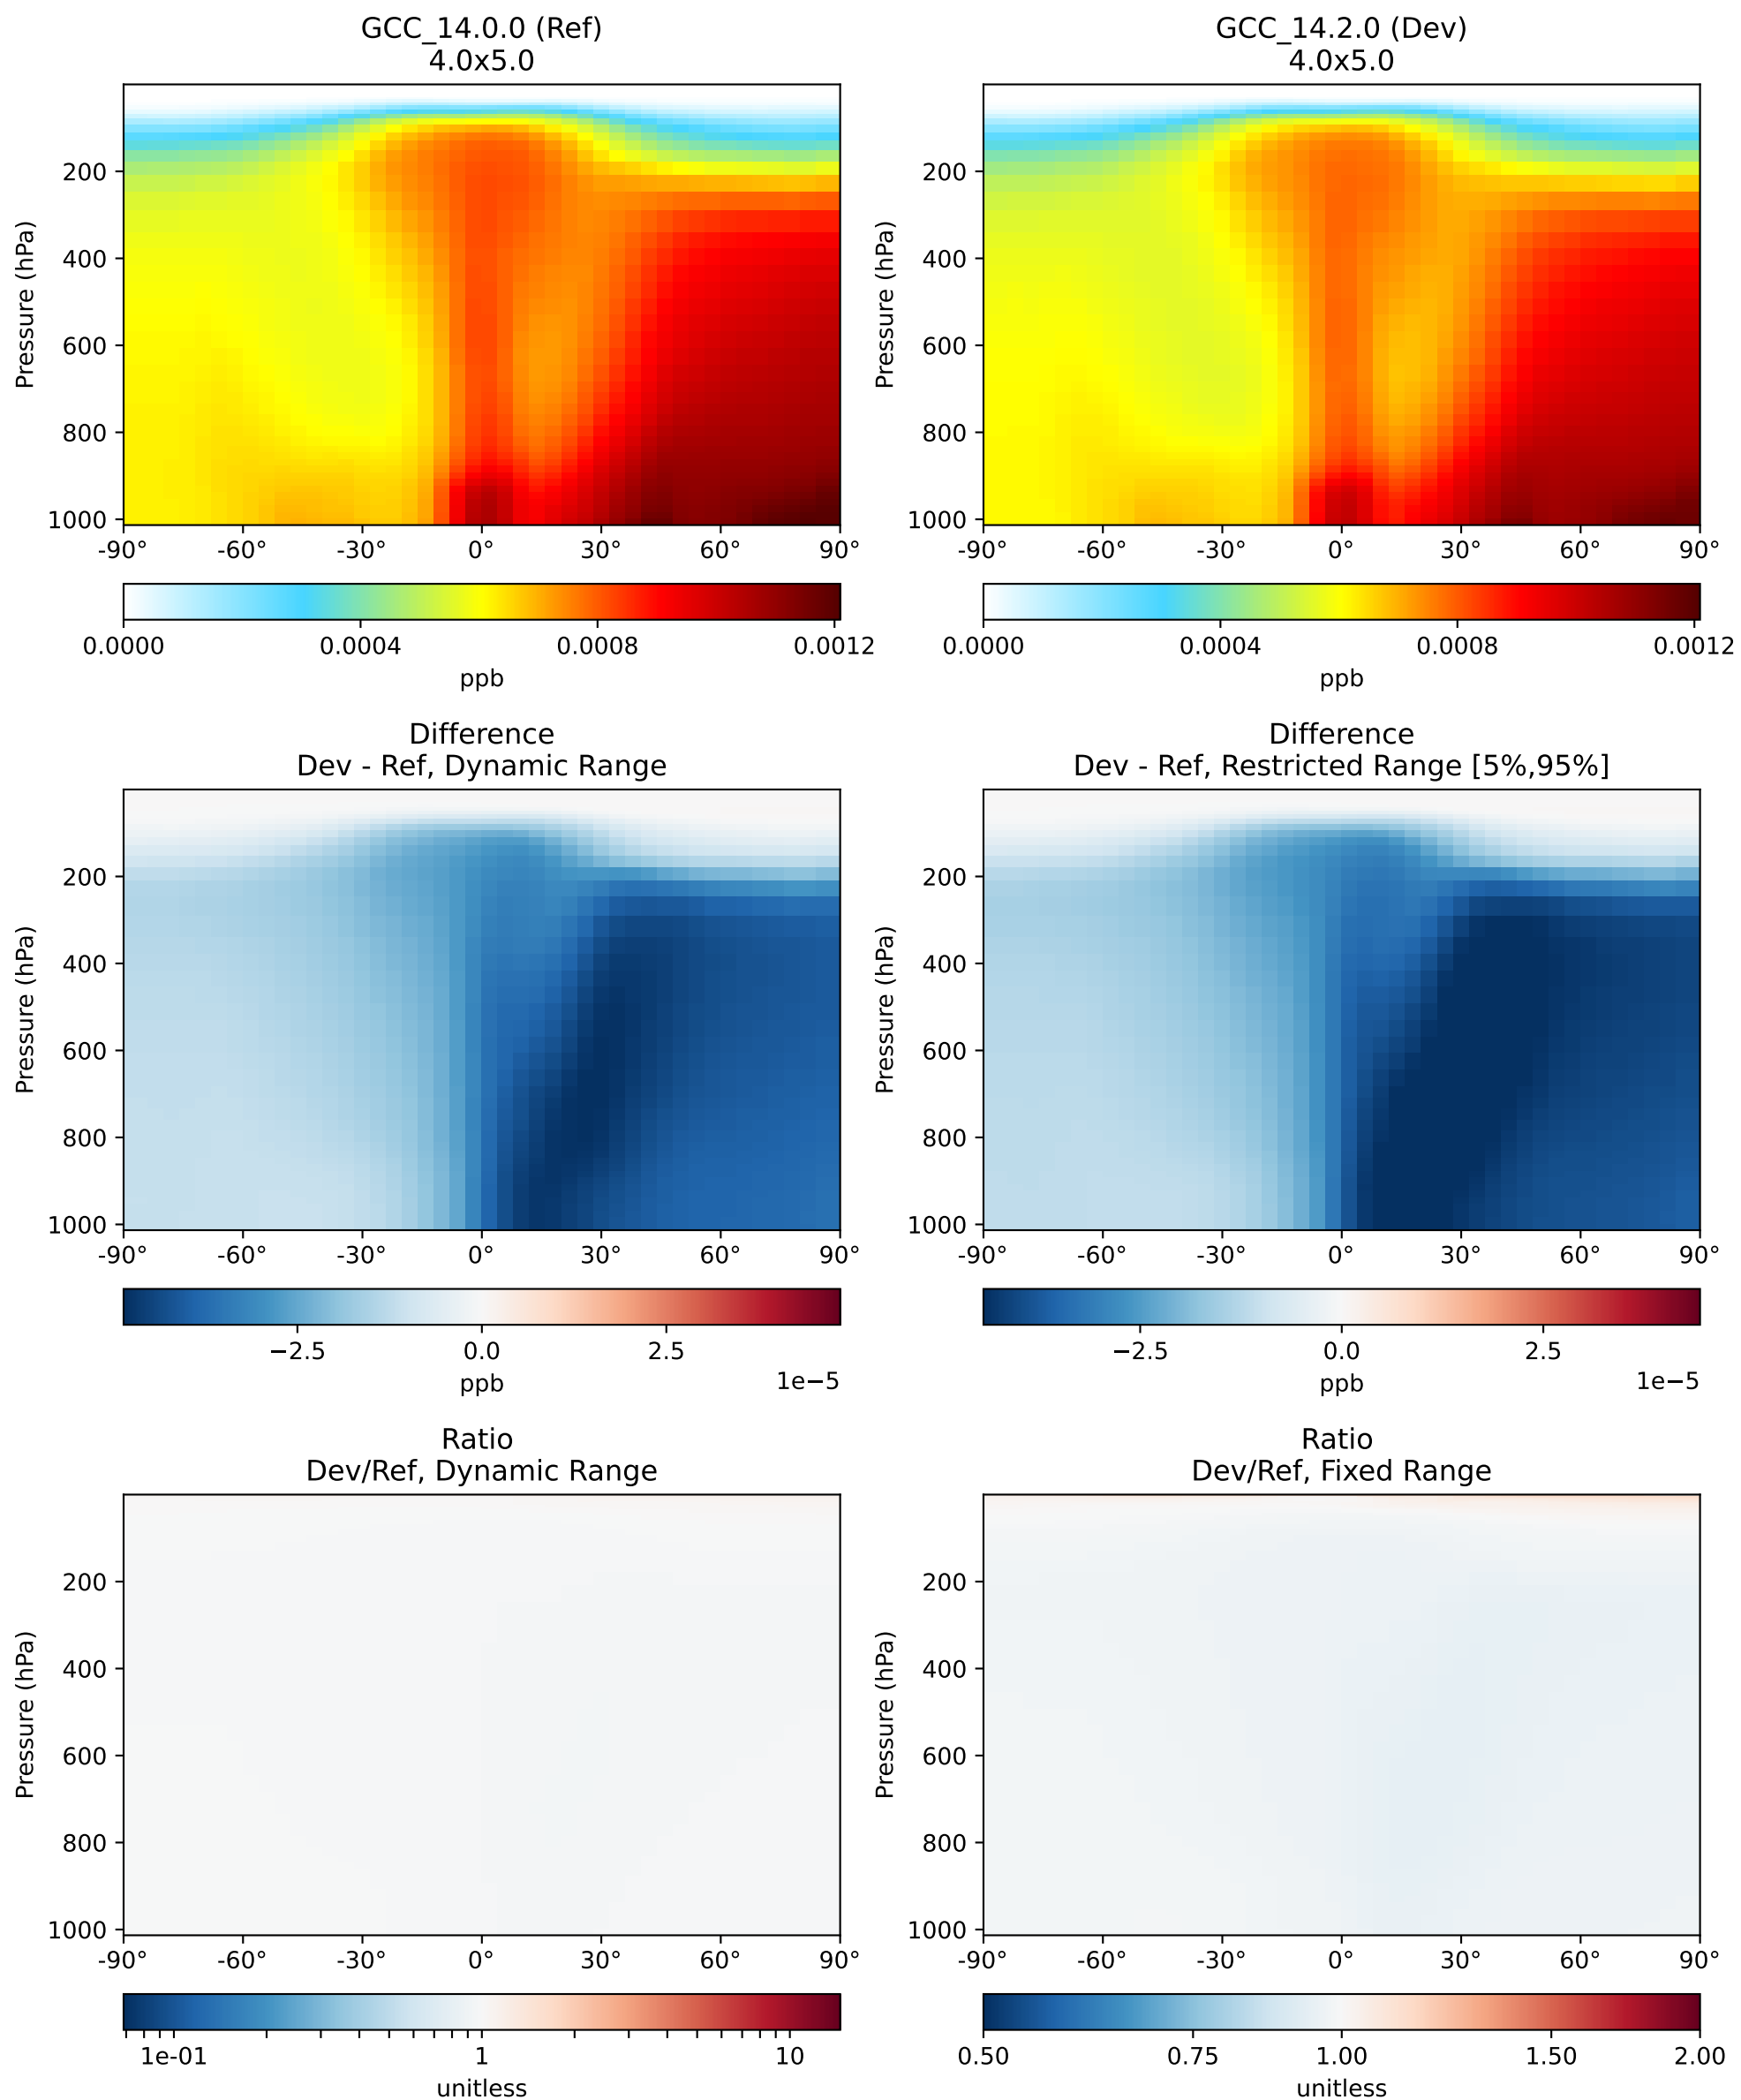 GCC_14.0.0 (Ref)
4.0x5.0
Pressure (hPa)
200
400
600
800
1000
-90° -60° -30° 0° 30° 60° 90°
0.0000 0.0004 0.0008 0.0012
ppb
GCC_14.2.0 (Dev)
4.0x5.0
Pressure (hPa)
200
400
600
800
1000
-90° -60° -30° 0° 30° 60° 90°
0.0000 0.0004 0.0008 0.0012
ppb
Difference
Dev - Ref, Dynamic Range
Pressure (hPa)
200
400
600
800
1000
-90° -60° -30° 0° 30° 60° 90°
−2.5 0.0 2.5
1e−5
ppb
Difference
Dev - Ref, Restricted Range [5%,95%]
Pressure (hPa)
200
400
600
800
1000
-90° -60° -30° 0° 30° 60° 90°
−2.5 0.0 2.5
1e−5
ppb
Ratio
Dev/Ref, Dynamic Range
Pressure (hPa)
200
400
600
800
1000
-90° -60° -30° 0° 30° 60° 90°
1e-01 1 10
unitless
Ratio
Dev/Ref, Fixed Range
Pressure (hPa)
200
400
600
800
1000
-90° -60° -30° 0° 30° 60° 90°
0.50 0.75 1.00 1.50 2.00
unitless